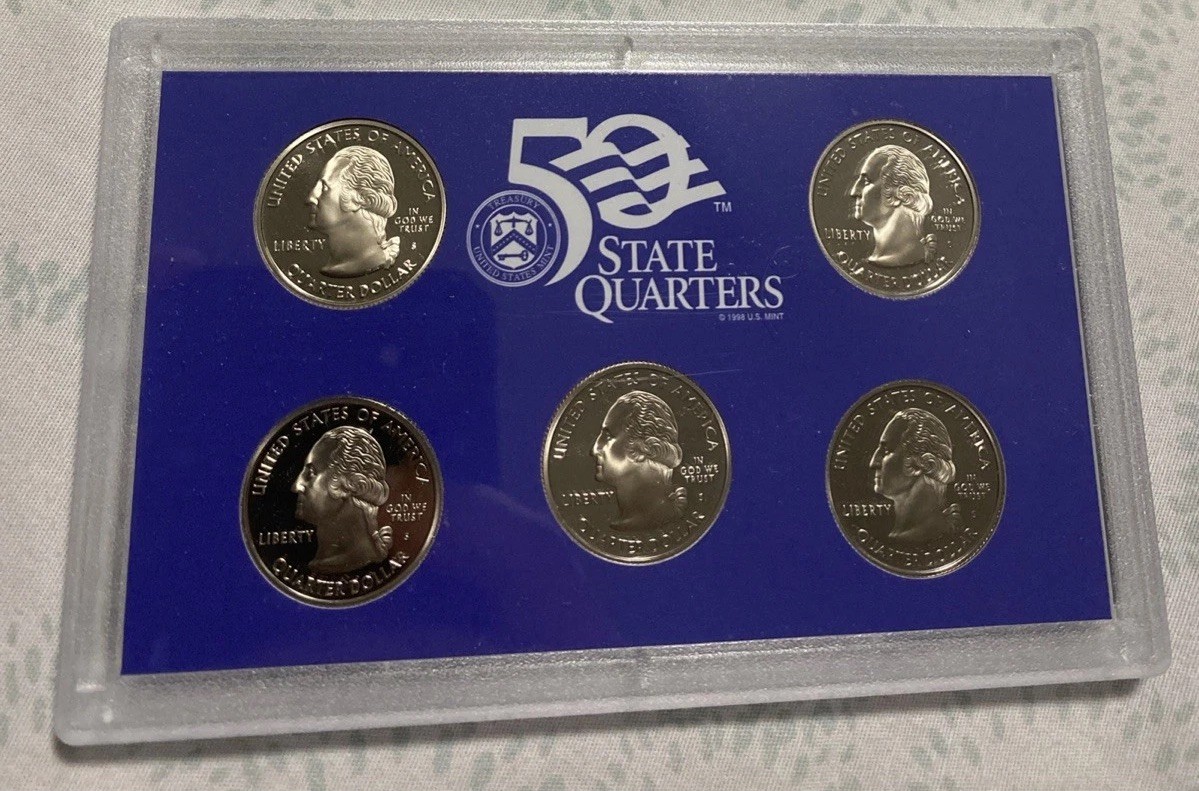 UNITED STATES OF AMERICA
LIBERTY
IN
GOD WE
TRUST
S
QUARTER DOLLAR
50
TM
TREASURY
UNITED STATES MINT
STATE
QUARTERS
© 1998 U.S. MINT
UNITED STATES OF AMERICA
LIBERTY
IN
GOD WE
TRUST
S
QUARTER DOLLAR
UNITED STATES OF AMERICA
LIBERTY
IN
GOD WE
TRUST
S
QUARTER DOLLAR
UNITED STATES OF AMERICA
LIBERTY
IN
GOD WE
TRUST
S
QUARTER DOLLAR
UNITED STATES OF AMERICA
LIBERTY
IN
GOD WE
TRUST
S
QUARTER DOLLAR